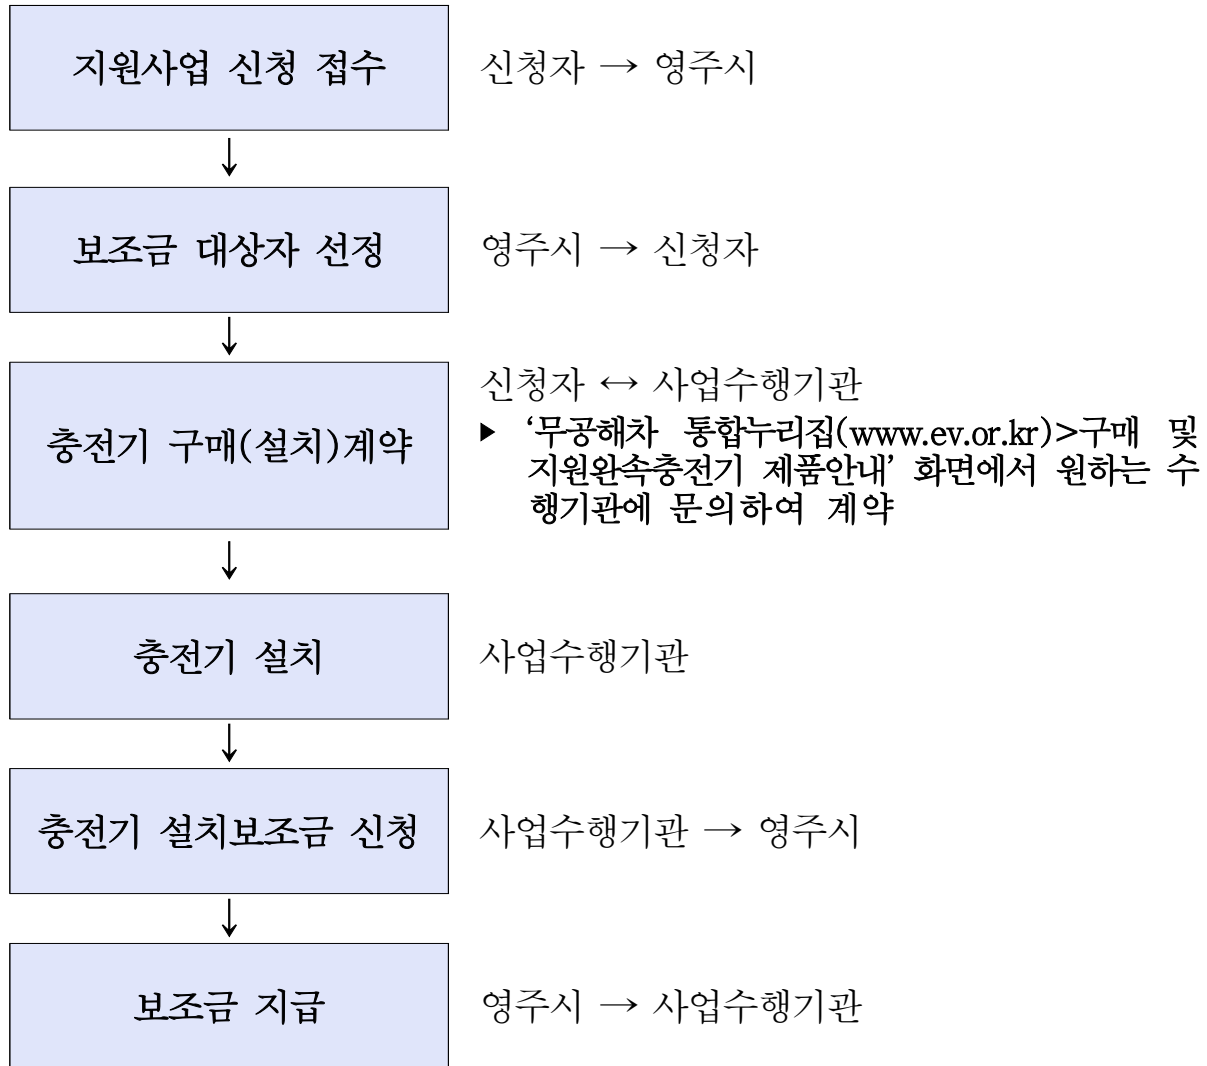 지원사업 신청 접수
신청자 → 영주시
↓
보조금 대상자 선정
영주시 → 신청자
↓
충전기 구매(설치)계약
신청자 ↔ 사업수행기관
▶ ‘무공해차 통합누리집(www.ev.or.kr)>구매 및
지원완속충전기 제품안내’ 화면에서 원하는 수
행기관에 문의하여 계약
↓
충전기 설치
사업수행기관
↓
충전기 설치보조금 신청
사업수행기관 → 영주시
↓
보조금 지급
영주시 → 사업수행기관